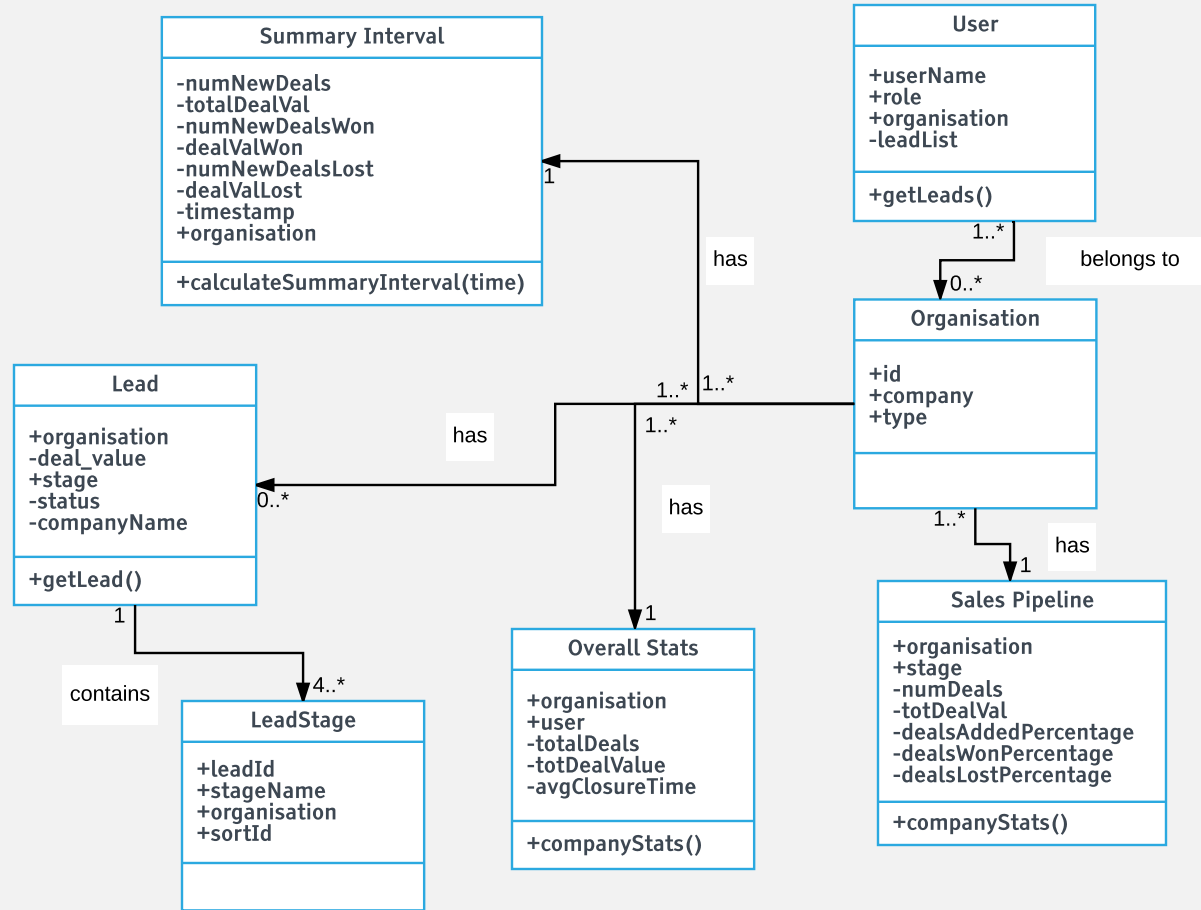 Summary Interval
-numNewDeals
-totalDealVal
-numNewDealsWon
-dealValWon
-numNewDealsLost
-dealValLost
-timestamp
+organisation
+calculateSummaryInterval(time)
1
has
1..*
User
+userName
+role
+organisation
-leadList
+getLeads()
1..*
belongs to
0..*
Organisation
+id
+company
+type
Lead
+organisation
-deal_value
+stage
-status
-companyName
+getLead()
1..*
has
0..*
1
contains
4..*
LeadStage
+leadId
+stageName
+organisation
+sortId
1..*
has
1
Overall Stats
+organisation
+user
-totalDeals
-totDealValue
-avgClosureTime
+companyStats()
1..*
has
1
Sales Pipeline
+organisation
+stage
-numDeals
-totDealVal
-dealsAddedPercentage
-dealsWonPercentage
-dealsLostPercentage
+companyStats()